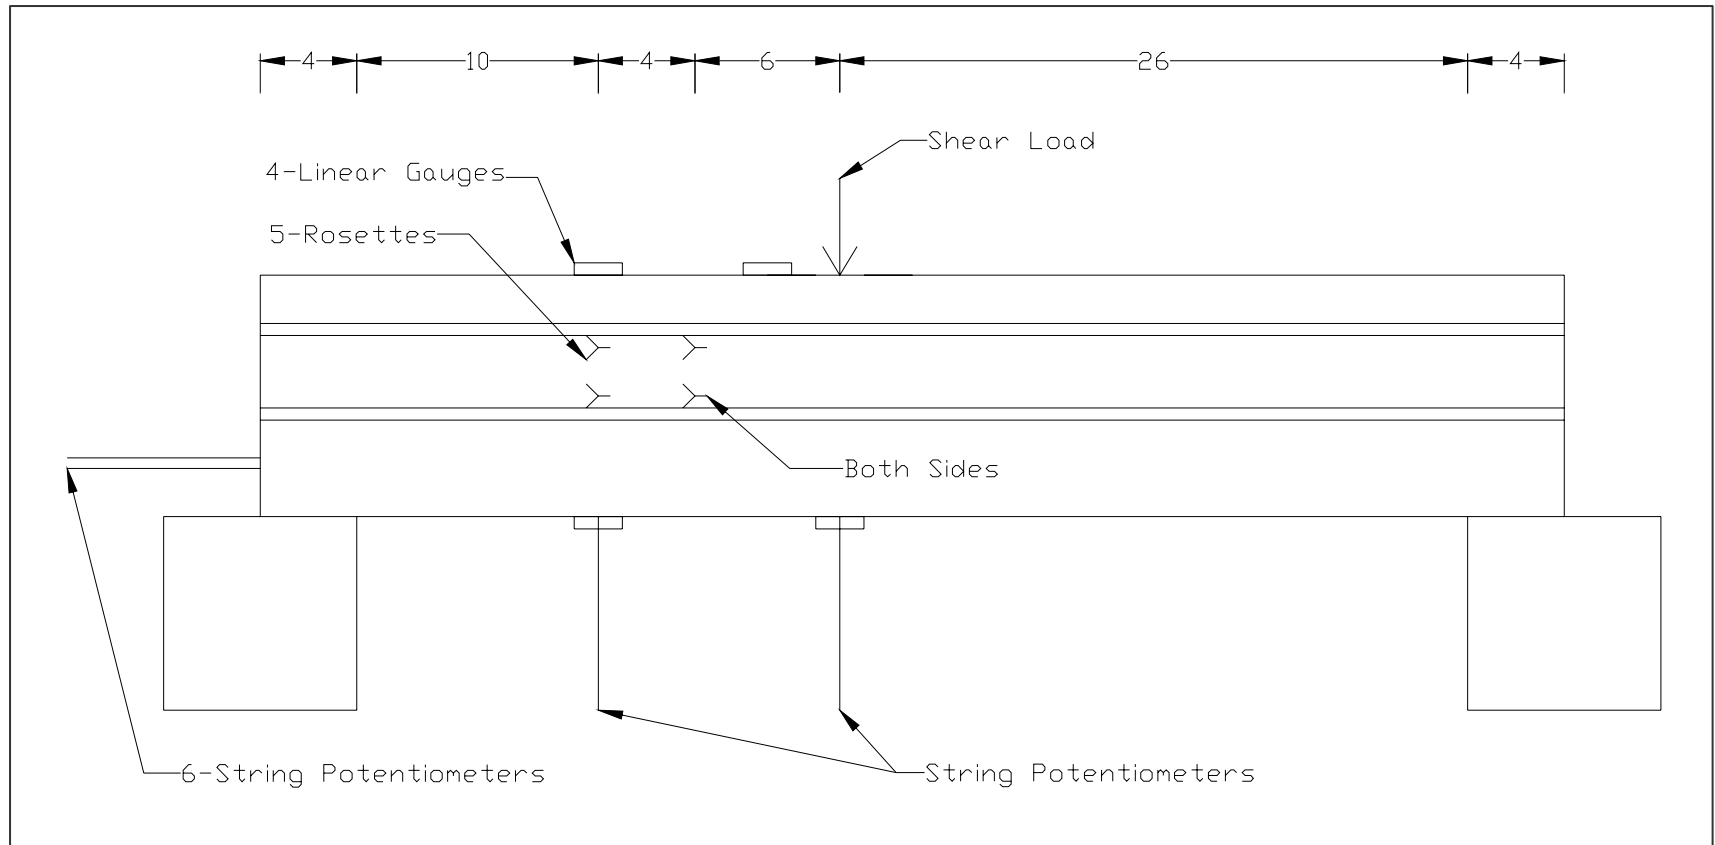 4 10 4 6 26 4
Shear Load
4-Linear Gauges
5-Rosettes
Both Sides
6-String Potentiometers
String Potentiometers